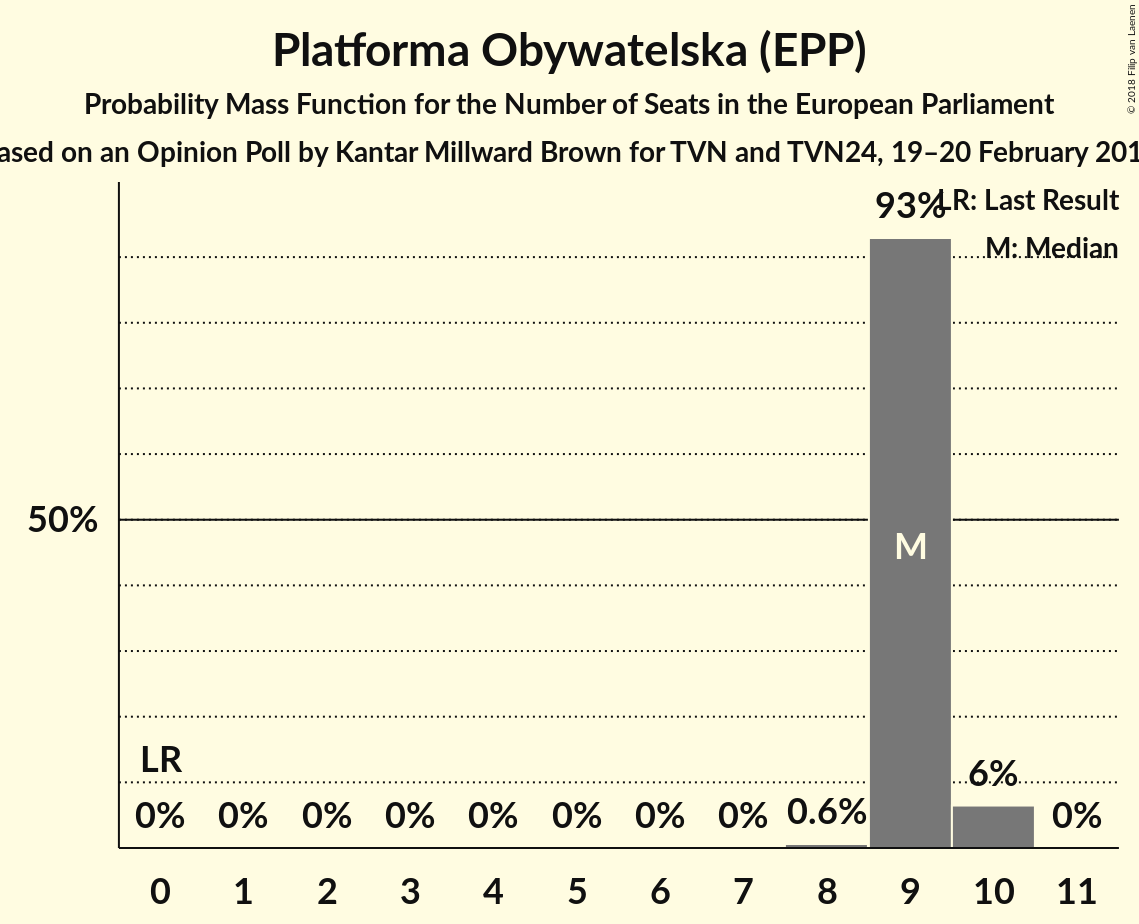 Platforma Obywatelska (EPP)
Probability Mass Function for the Number of Seats in the European Parliament
on an Opinion Poll by Kantar Millward Brown for TVN and TVN24, 19–20 February
© 2018 Filip van Laenen
93%
LR: Last Result
M: Median
50%
M
LR
6%
0% 0% 0% 0% 0% 0% 0% 0% 0.6% 0%
0 1 2 3 4 5 6 7 8 9 10 11